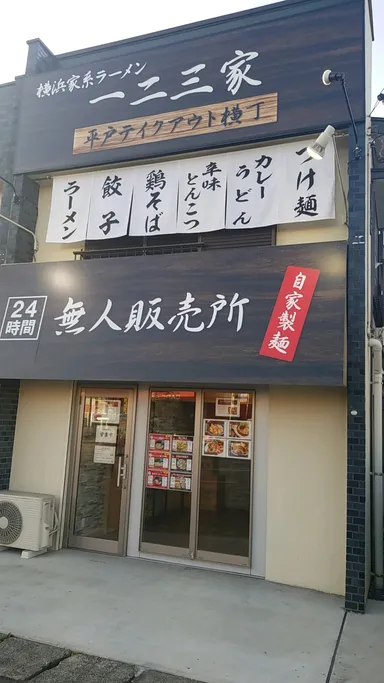 横浜家系ラーメン
一二三家
平戸テイクアウト横丁
ラーメン
餃子
鶏そば
辛味とんこつ
カレーうどん
つけ麺
24時間
無人販売所
自家製麺